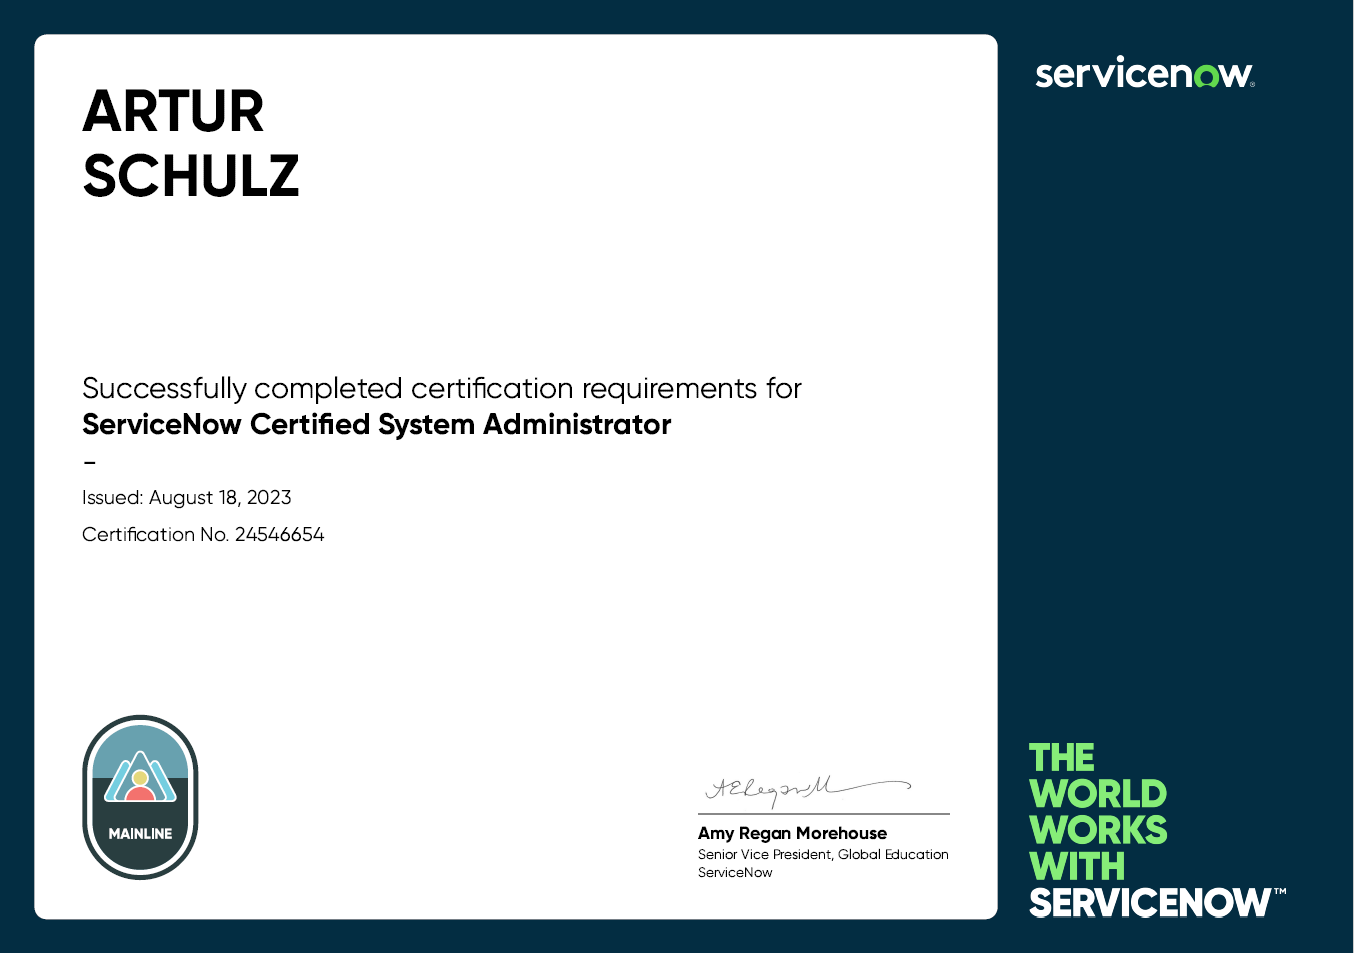 ARTUR
SCHULZ
servicenow®
Successfully completed certification requirements for
ServiceNow Certified System Administrator
–
Issued: August 18, 2023
Certification No. 24546654
MAINLINE
Amy Regan Morehouse
Senior Vice President, Global Education
ServiceNow
THE
WORLD
WORKS
WITH
SERVICENOW™